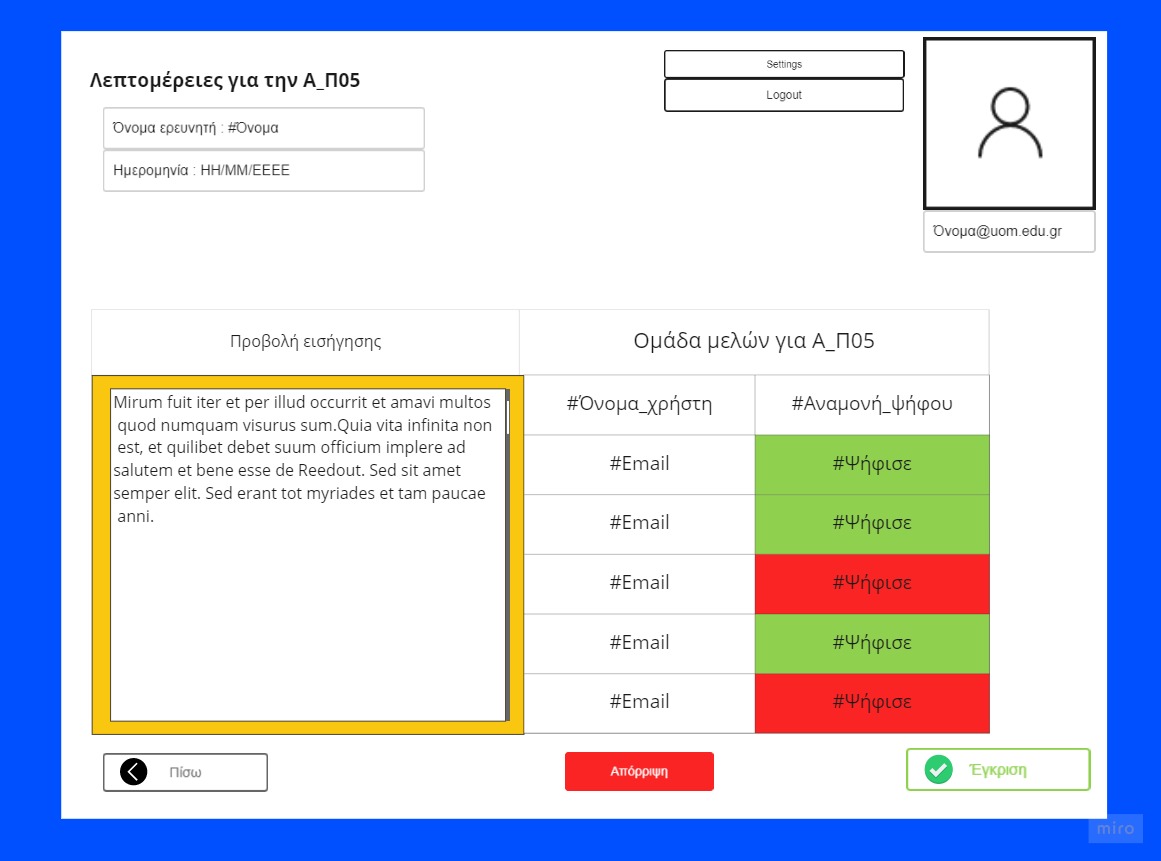 Λεπτομέρειες για την Α_Π05
Όνομα ερευνητή : #Όνομα
Ημερομηνία : HH/MM/EEEE
Settings
Logout
Όνομα@uom.edu.gr
Προβολή εισήγησης
Ομάδα μελών για Α_Π05
Mirum fuit iter et per illud occurrit et amavi multos
quod numquam visurus sum.Quia vita infinita non
est, et quilibet debet suum officium implere ad
salutem et bene esse de Reedout. Sed sit amet
semper elit. Sed erant tot myriades et tam paucae
anni.
#Όνομα_χρήστη #Αναμονή_ψήφου
#Email #Ψήφισε
#Email #Ψήφισε
#Email #Ψήφισε
#Email #Ψήφισε
#Email #Ψήφισε
Πίσω
Απόρριψη
Έγκριση
miro